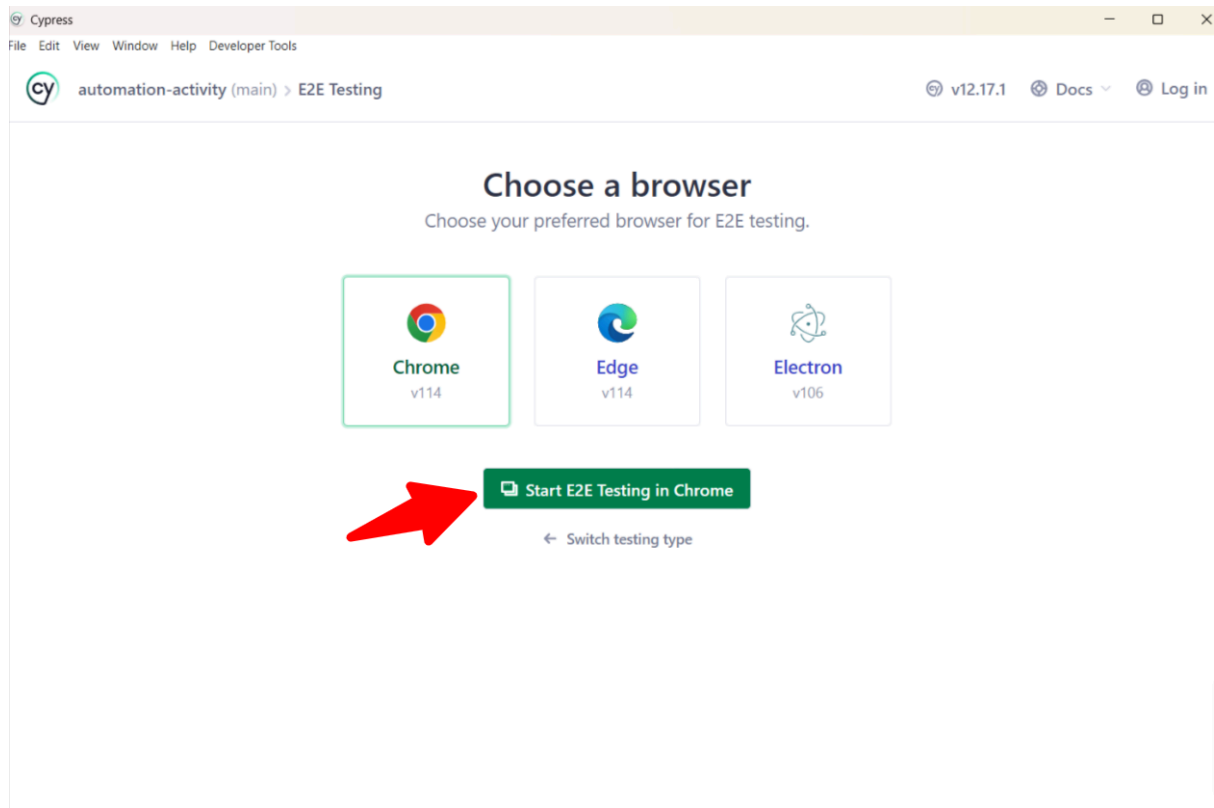 Cypress
File Edit View Window Help Developer Tools
cy automation-activity (main) > E2E Testing v12.17.1 Docs Log in
Choose a browser
Choose your preferred browser for E2E testing.
Chrome Edge Electron
v114 v114 v106
Start E2E Testing in Chrome
← Switch testing type